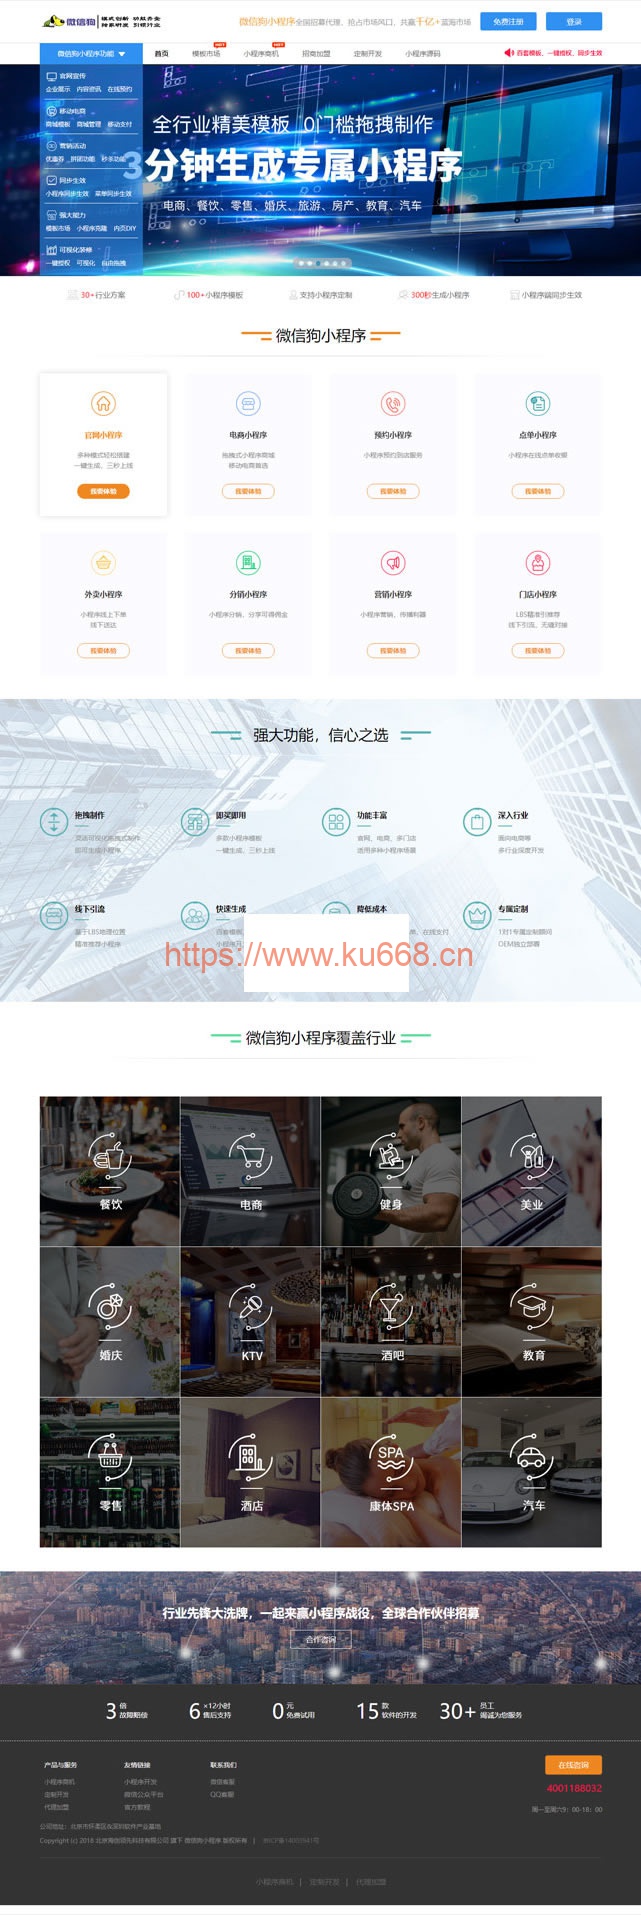 微信狗 模式创新 功放齐全
独家研发 引领行业
微信狗小程序全国招募代理，抢占市场风口，共赢千亿+蓝海市场
免费注册 登录
微信狗小程序功能 首页 模板市场 HOT 小程序商机 HOT 招商加盟 定制开发 小程序源码 百套模板，一键授权，同步生效
官网宣传
企业展示 内容资讯 在线预约
移动电商
商城模板 商城管理 移动支付
营销活动
优惠券 拼团功能 秒杀功能
同步生效
小程序同步生效 菜单同步生效
强大能力
模板市场 小程序克隆 内页DIY
可视化装修
一键授权 可视化 自由拖拽
全行业精美模板 0门槛拖拽制作
3分钟生成专属小程序
电商、餐饮、零售、婚庆、旅游、房产、教育、汽车
30+行业方案 100+小程序模板 支持小程序定制 300秒生成小程序 小程序端同步生效
微信狗小程序
官网小程序 电商小程序 预约小程序 点单小程序
多种模式轻松搭建 拖拽式小程序商城 小程序预约到店服务 小程序在线点单收银
一键生成，三秒上线 移动电商首选
我要体验 我要体验 我要体验 我要体验
外卖小程序 分销小程序 营销小程序 门店小程序
小程序线上下单 小程序分销，分享可得佣金 小程序营销，传播利器 LBS精准引推荐
线下送达 线下引流，无缝对接
我要体验 我要体验 我要体验 我要体验
强大功能，信心之选
拖拽制作 即买即用 功能丰富 深入行业
灵活可视化拖拽式制作 多款小程序模板 官网、电商、多门店 面向电商等
即可生成小程序 一键生成，三秒上线 适用多种小程序场景 多行业深度开发
线下引流 快速生成 降低成本 专属定制
基于LBS地理位置 百套模板 单、在线支付 1对1专属定制顾问
精准推荐小程序 小程序 OEM独立部署
https://www.ku668.cn
微信狗小程序覆盖行业
餐饮 电商 健身 美业
婚庆 KTV 酒吧 教育
SPA
零售 酒店 康体SPA 汽车
行业先锋大洗牌，一起来赢小程序战役，全球合作伙伴招募
合作咨询
3 倍 故障赔偿 6 ×12小时 售后支持 0 元 免费试用 15 款 软件的开发 30+ 员工 竭诚为您服务
产品与服务 友情链接 联系我们 在线咨询
小程序商机 小程序开发 微信客服
定制开发 微信公众平台 QQ客服 4001188032
代理加盟 官方教程 周一至周六9：00-18：00
公司地址：北京市怀柔区农深圳软件产业基地
Copyright (c) 2018 北京海创领先科技有限公司 旗下 微信狗小程序 版权所有 |
小程序商机 | 定制开发 | 代理加盟